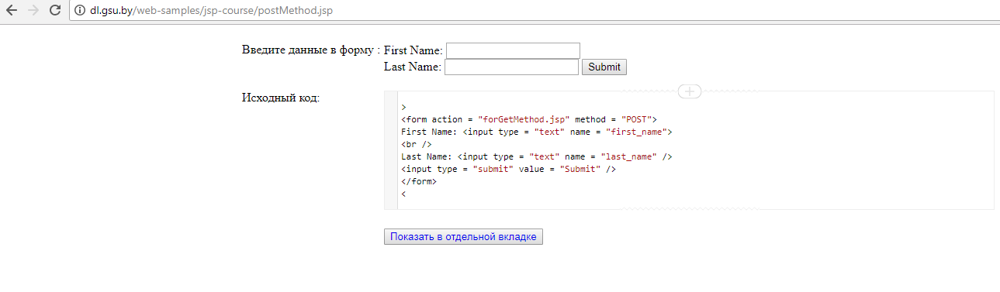 dl.gsu.by/web-samples/jsp-course/postMethod.jsp
Введите данные в форму : First Name:
Last Name: Submit
Исходный код:
>
<form action = "forGetMethod.jsp" method = "POST">
First Name: <input type = "text" name = "first_name">
<br />
Last Name: <input type = "text" name = "last_name" />
<input type = "submit" value = "Submit" />
</form>
<
Показать в отдельной вкладке